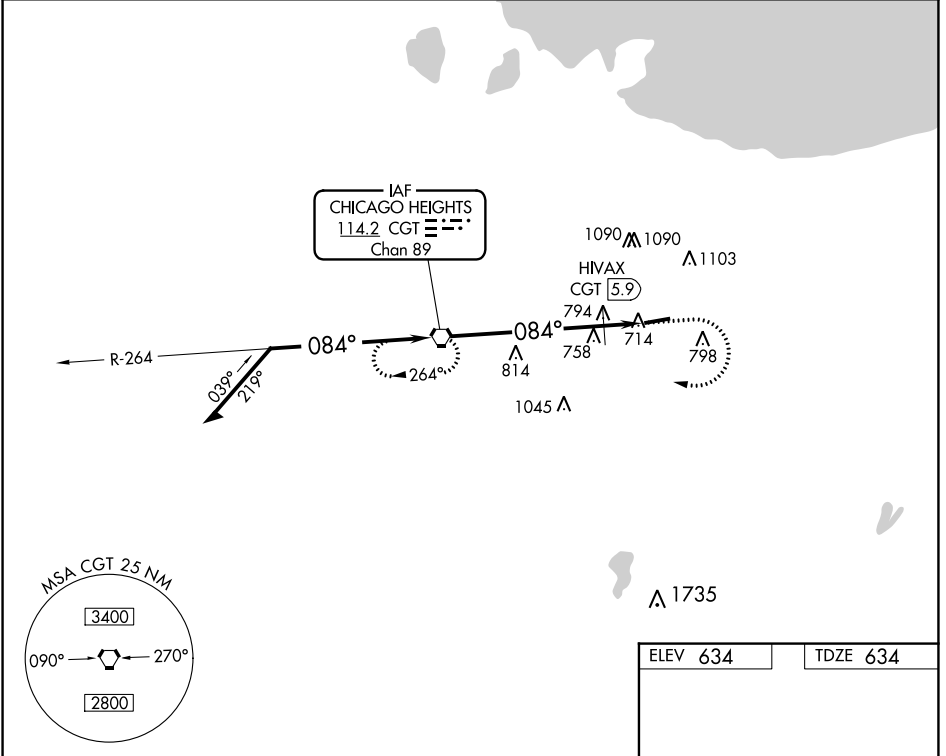 IAF
CHICAGO HEIGHTS
114.2 CGT
Chan 89
1090 1090
1103
HIVAX
CGT 5.9
794
R-264
084°
084°
758
714
798
039°
219°
264°
814
1045
1735
MSA CGT 25 NM
3400
090° 270°
2800
ELEV 634 TDZE 634